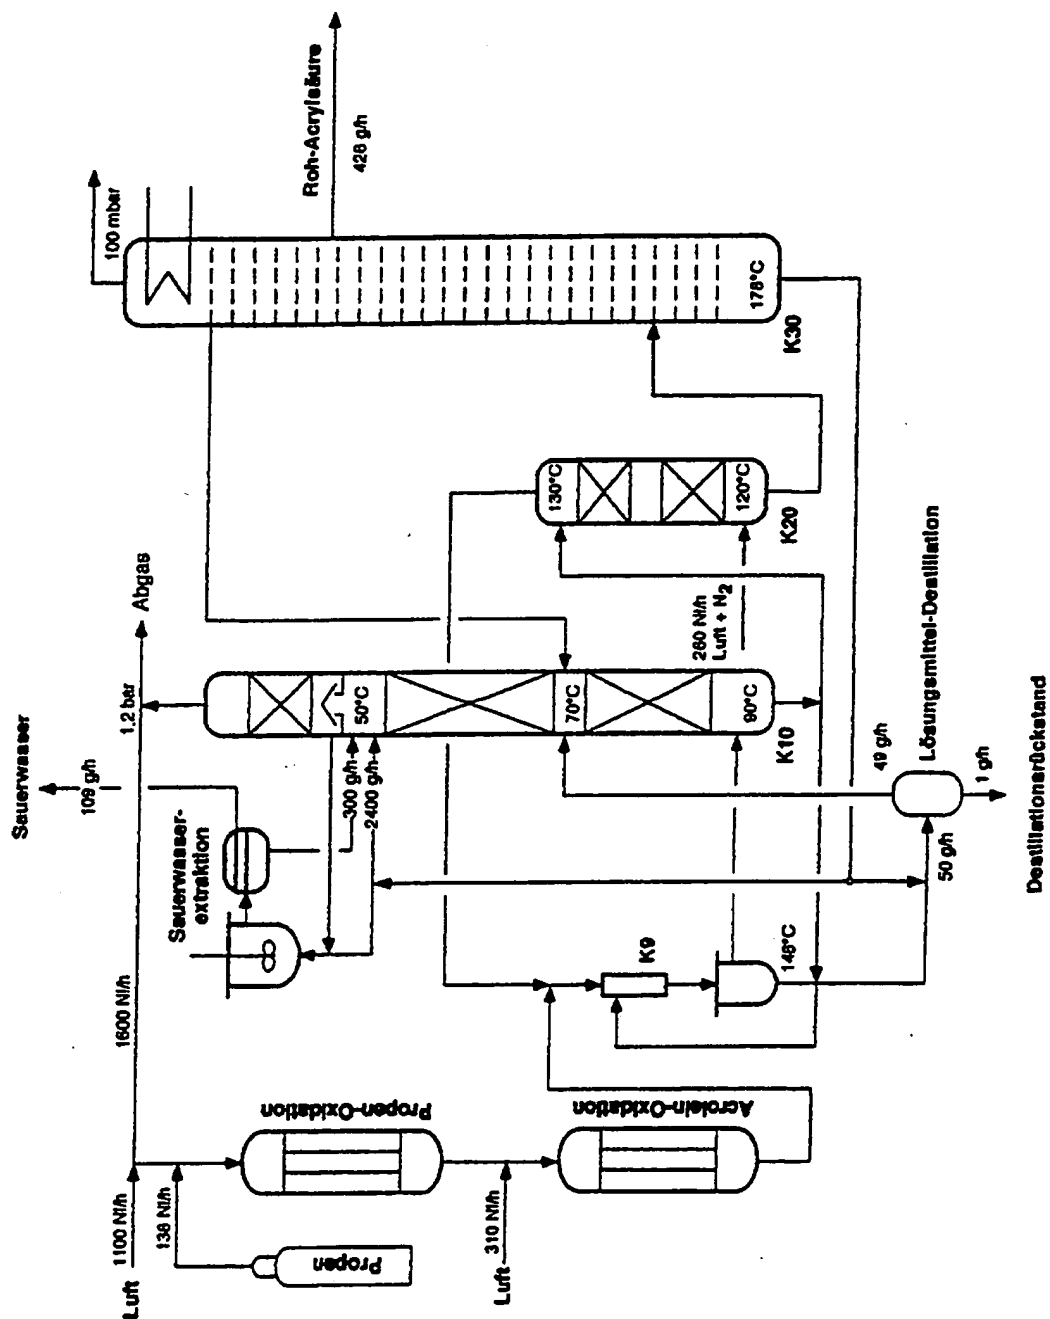 Sauerwasser
109 g/h
1,2 bar
Abgas
100 mbar
Roh-Acrylsäure
428 g/h
Sauerwasser-
extraktion
1600 Nl/h
300 g/h
2400 g/h
50°C
70°C
90°C
K10
130°C
120°C
K20
260 Nl/h
Luft + N2
178°C
K30
Luft
1100 Nl/h
138 Nl/h
Propen
Propen-Oxidation
Luft
310 Nl/h
Acrolein-Oxidation
K9
148°C
49 g/h
Lösungsmittel-Destillation
50 g/h
1 g/h
Destillationsrückstand